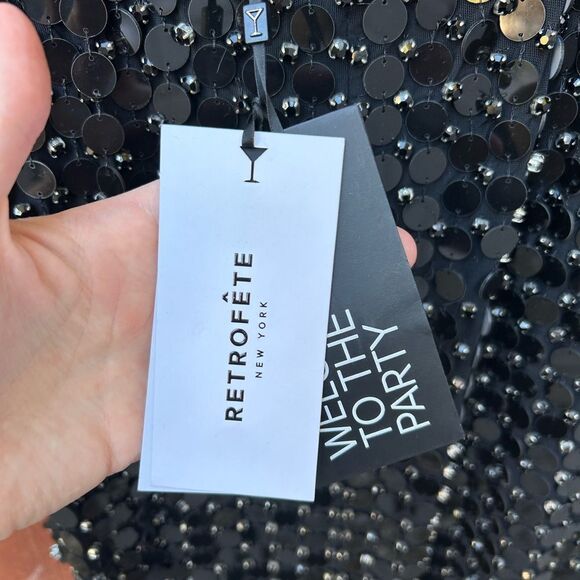 RETROFÊTE
NEW YORK
TO THE
PARTY